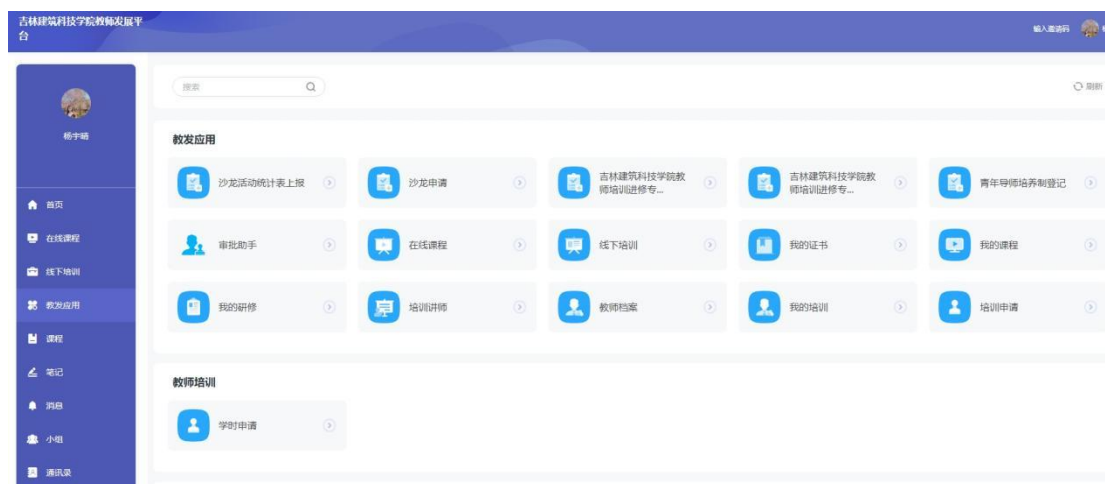 吉林建筑科技学院教师发展平
台
输入邀请码
搜索
刷新
杨宇晴
首页
在线课程
线下培训
教发应用
课程
笔记
消息
小组
通讯录
教发应用
沙龙活动统计表上报
沙龙申请
吉林建筑科技学院教
师培训进修专...
吉林建筑科技学院教
师培训进修专...
青年导师培养制登记
审批助手
在线课程
线下培训
我的证书
我的课程
我的研修
培训讲师
教师档案
我的培训
培训申请
教师培训
学时申请